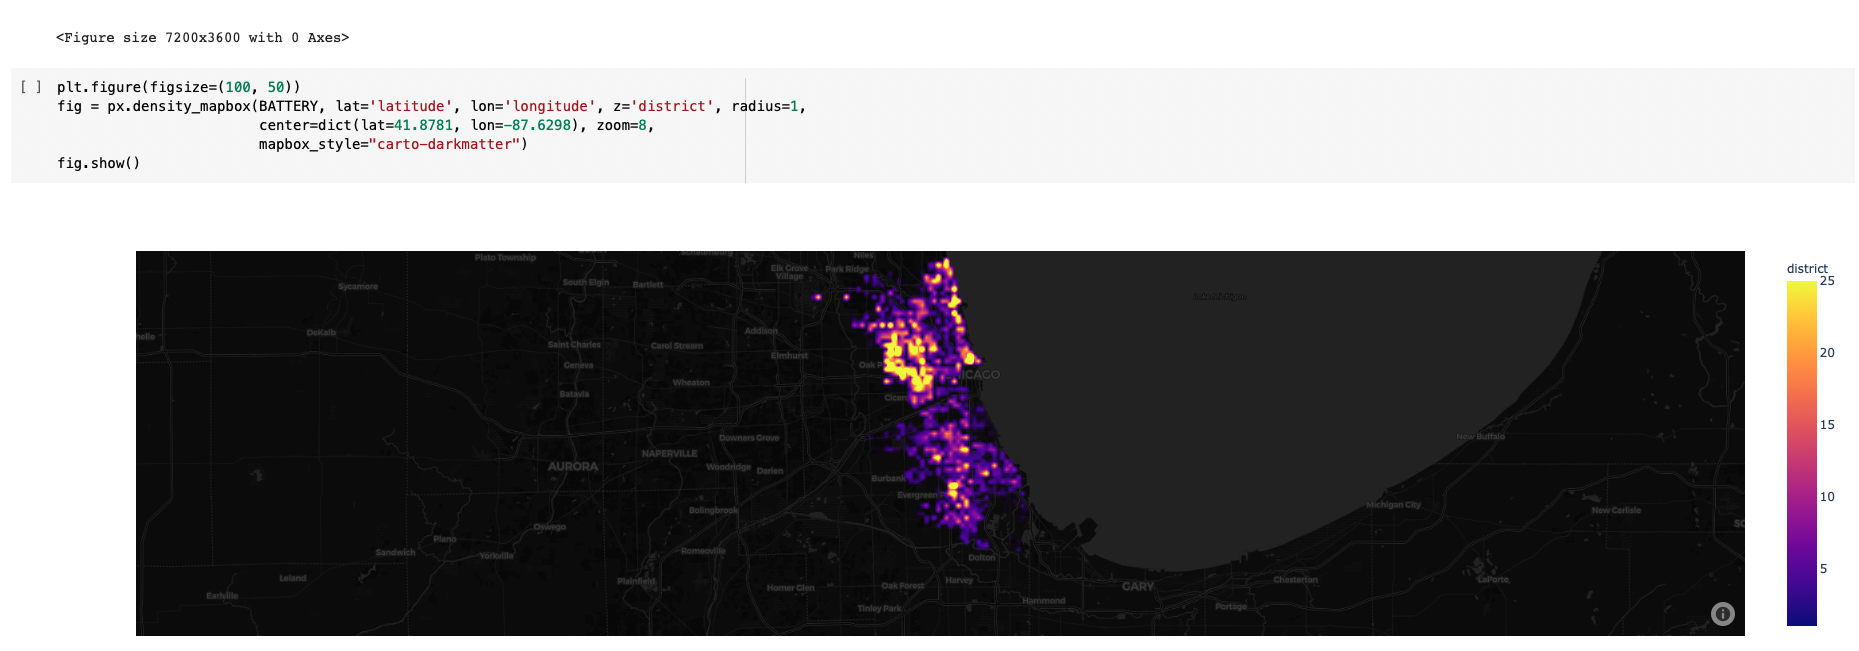 <Figure size 7200x3600 with 0 Axes>
[ ] plt.figure(figsize=(100, 50))
fig = px.density_mapbox(BATTERY, lat='latitude', lon='longitude', z='district', radius=1,
center=dict(lat=41.8781, lon=-87.6298), zoom=8,
mapbox_style="carto-darkmatter")
fig.show()
Plato Township
Niles
Elk Grove
Village
Park Ridge
South Elgin
Bartlett
Sycamore
DeKalb
Addison
Saint Charles
Carol Stream
Elmhurst
Geneva
Oak P
Wheaton
Batavia
Cicero
Downers Grove
NAPERVILLE
AURORA
Woodridge
Darien
Burbank
Evergreen P
Bolingbrook
Oswego
Plano
Sandwich
Yorkville
Romeoville
Dolton
Leland
Plainfield
Homer Glen
Oak Forest
Harvey
Earlville
Tinley Park
Hammond
GARY
Portage
Chesterton
LaPorte
Michigan City
New Carlisle
New Buffalo
HICAGO
Lake Michigan
SO
district
25
20
15
10
5